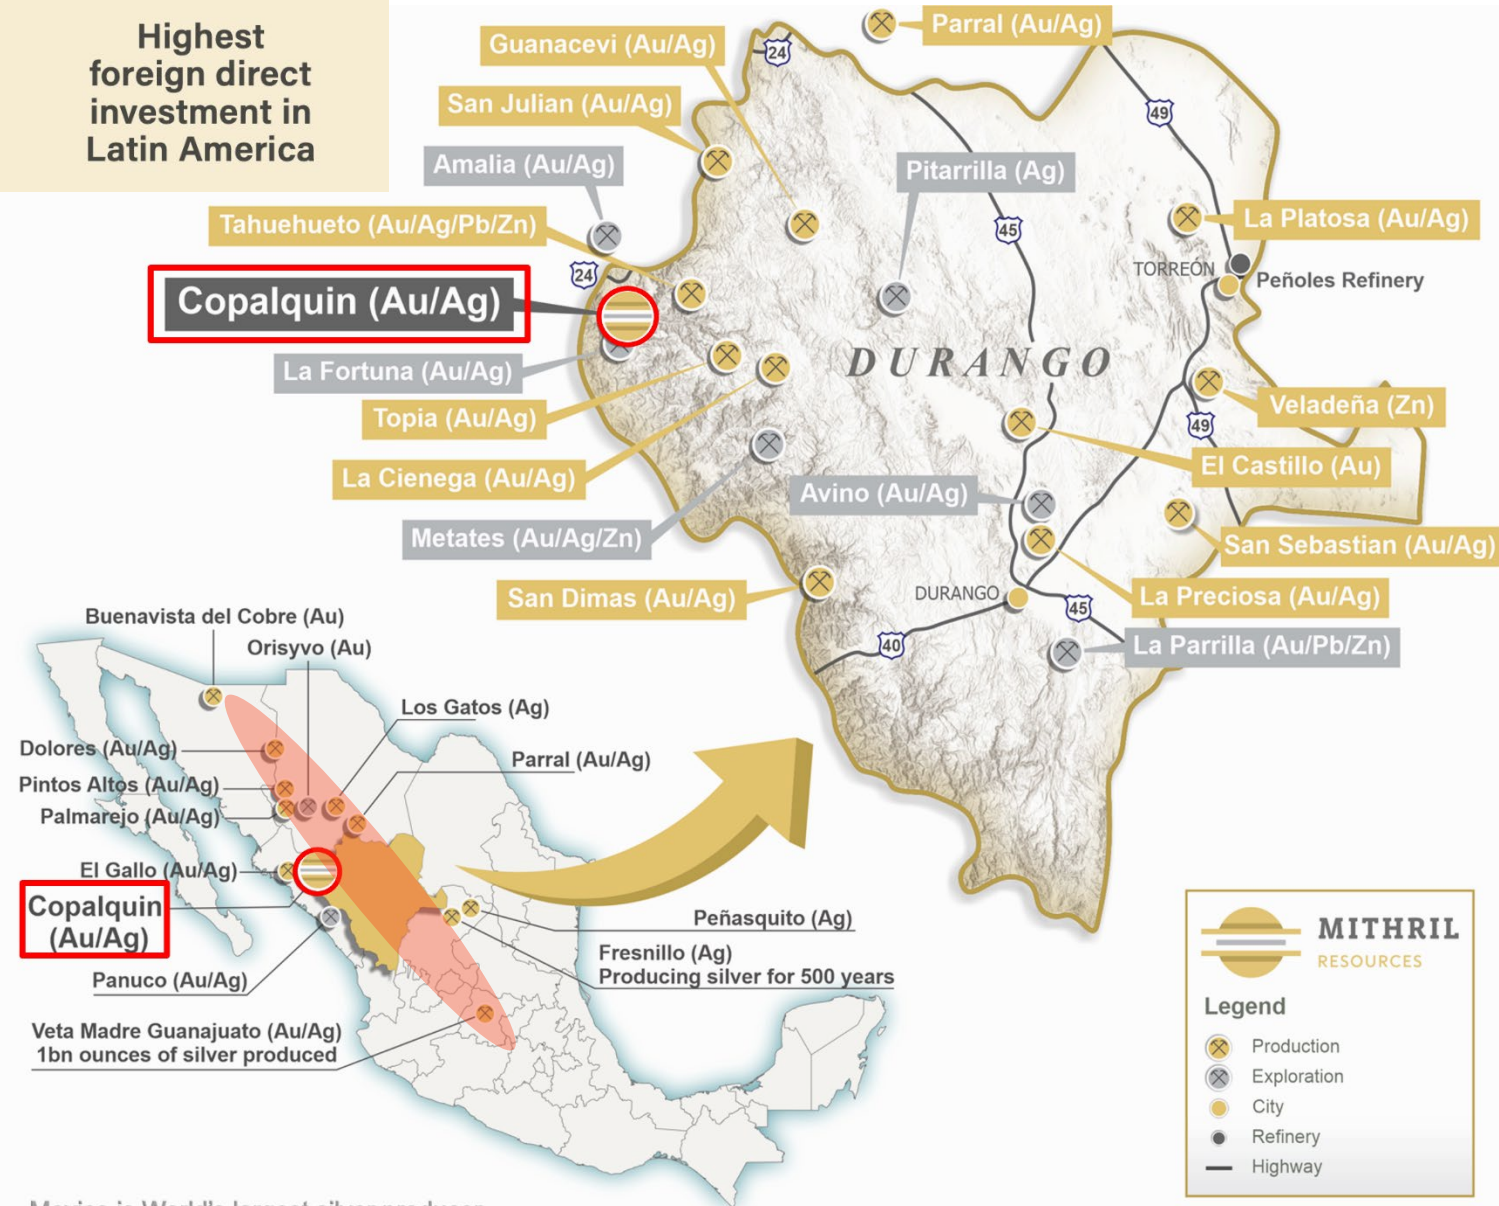 Highest
foreign direct
investment in
Latin America
Parral (Au/Ag)
Guanacevi (Au/Ag)
24
San Julian (Au/Ag)
49
Amalia (Au/Ag)
Pitarrilla (Ag)
Tahuehueto (Au/Ag/Pb/Zn)
45
La Platosa (Au/Ag)
24
TORREÓN
Peñoles Refinery
Copalquin (Au/Ag)
DURANGO
La Fortuna (Au/Ag)
Topia (Au/Ag)
Veladeña (Zn)
49
La Cienega (Au/Ag)
El Castillo (Au)
Avino (Au/Ag)
Metates (Au/Ag/Zn)
San Sebastian (Au/Ag)
San Dimas (Au/Ag)
DURANGO
La Preciosa (Au/Ag)
45
40
La Parrilla (Au/Pb/Zn)
Buenavista del Cobre (Au)
Orisyvo (Au)
Los Gatos (Ag)
Dolores (Au/Ag)
Parral (Au/Ag)
Pintos Altos (Au/Ag)
Palmarejo (Au/Ag)
El Gallo (Au/Ag)
Copalquin
(Au/Ag)
Peñasquito (Ag)
Fresnillo (Ag)
Producing silver for 500 years
Panuco (Au/Ag)
Veta Madre Guanajuato (Au/Ag)
1bn ounces of silver produced
MITHRIL
RESOURCES
Legend
Production
Exploration
City
Refinery
Highway